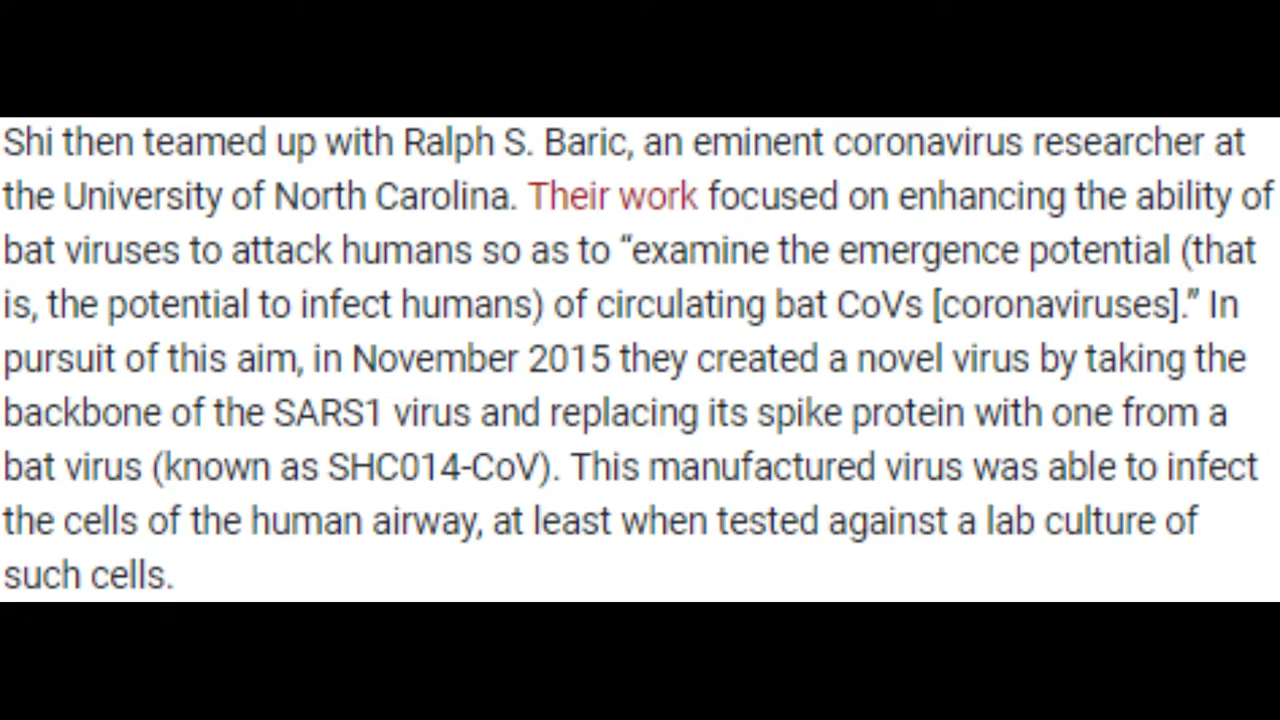 Shi then teamed up with Ralph S. Baric, an eminent coronavirus researcher at
the University of North Carolina. Their work focused on enhancing the ability of
bat viruses to attack humans so as to “examine the emergence potential (that
is, the potential to infect humans) of circulating bat CoVs [coronaviruses].” In
pursuit of this aim, in November 2015 they created a novel virus by taking the
backbone of the SARS1 virus and replacing its spike protein with one from a
bat virus (known as SHC014-CoV). This manufactured virus was able to infect
the cells of the human airway, at least when tested against a lab culture of
such cells.